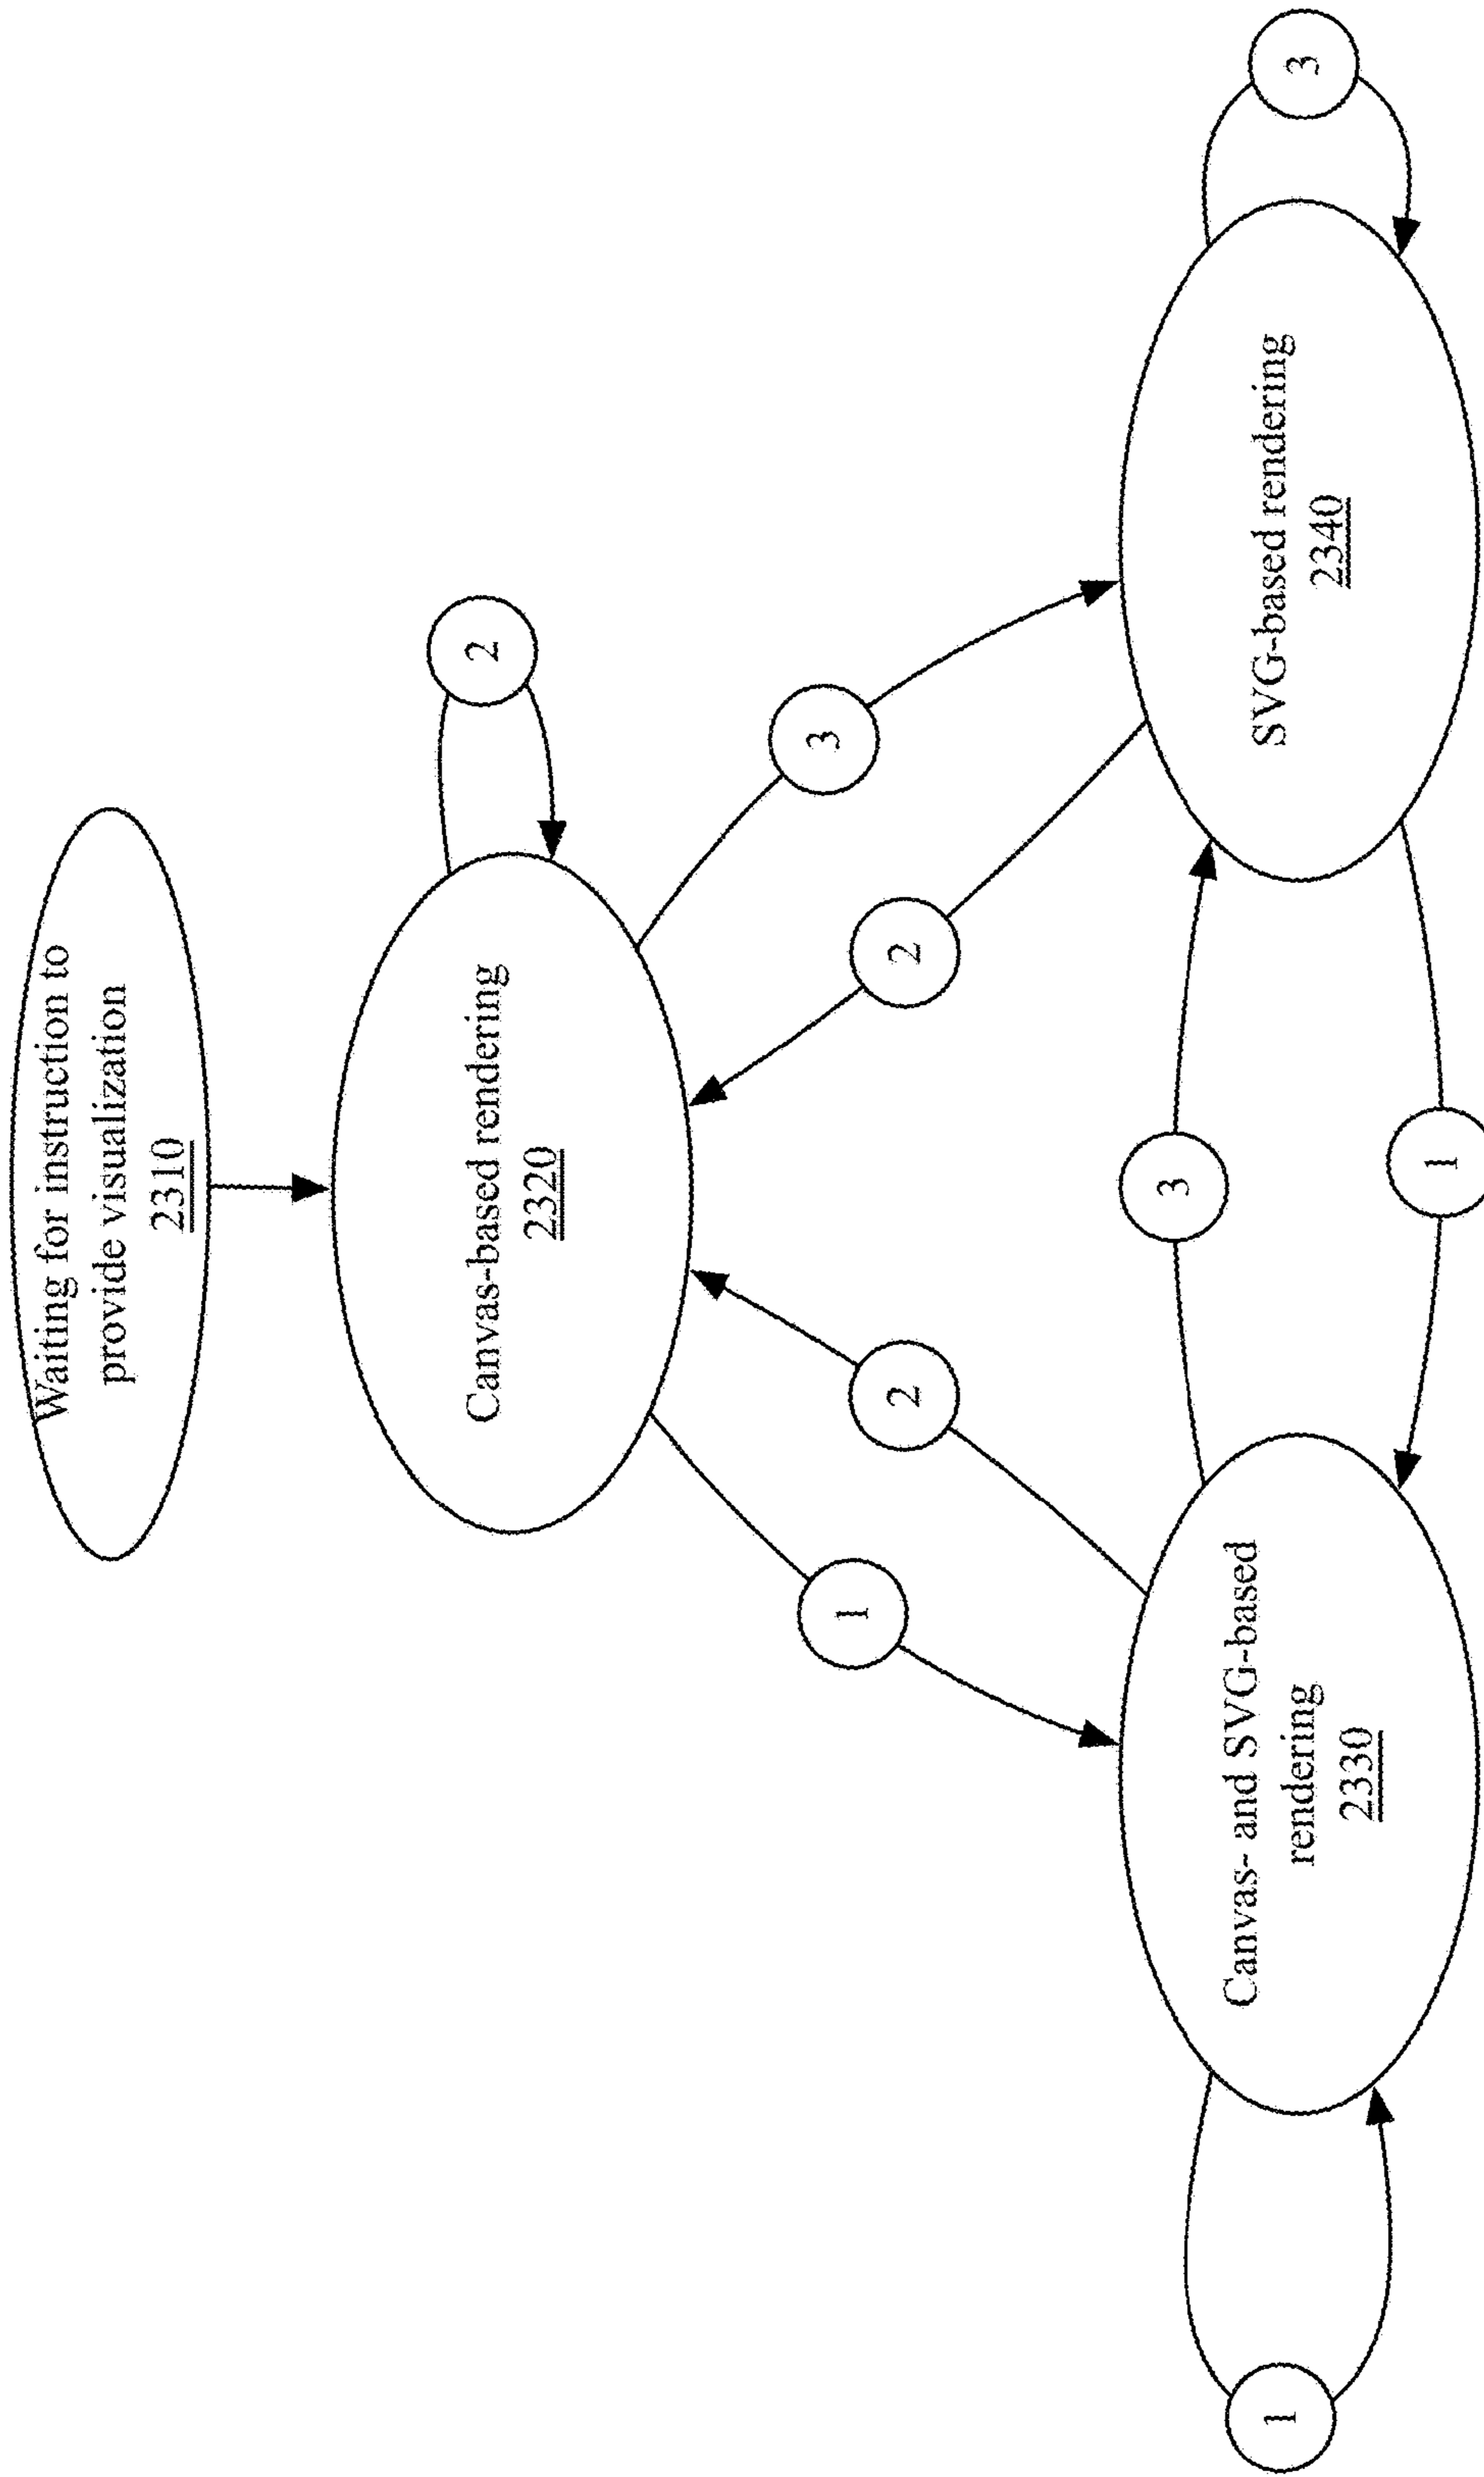 Waiting for instruction to
provide visualization
2310
Canvas-based rendering
2320
2
1
2
2
3
Canvas- and SVG-based
rendering
2330
1
3
1
SVG-based rendering
2340
3